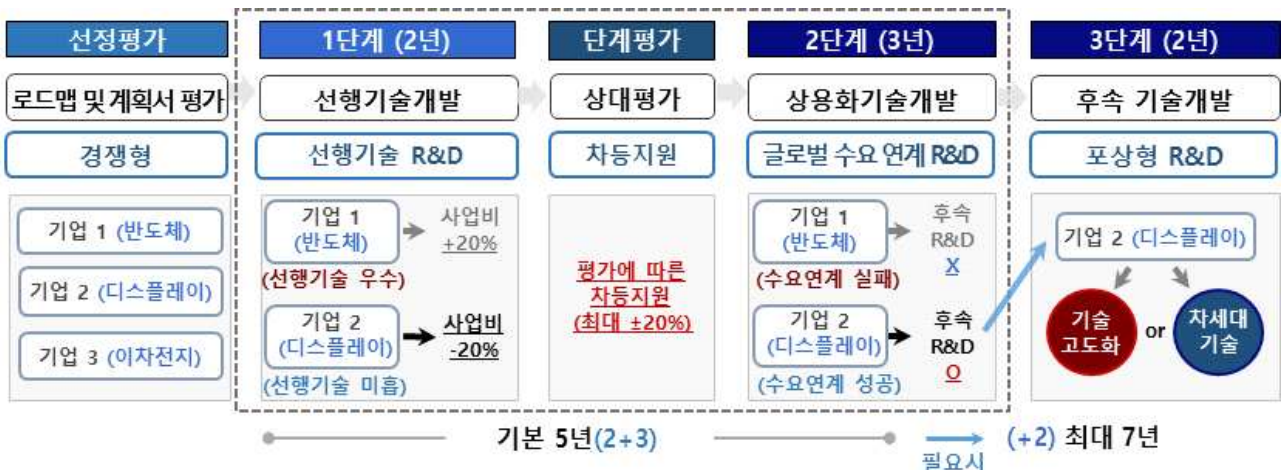 선정평가
로드맵 및 계획서 평가
경쟁형
기업 1 (반도체)
기업 2 (디스플레이)
기업 3 (이차전지)
1단계 (2년)
선행기술개발
선행기술 R&D
기업 1
(반도체)
사업비
+20%
(선행기술 우수)
기업 2
(디스플레이)
사업비
-20%
(선행기술 미흡)
단계평가
상대평가
차등지원
평가에 따른
차등지원
(최대 ±20%)
2단계 (3년)
상용화기술개발
글로벌 수요 연계 R&D
기업 1
(반도체)
후속
R&D
X
(수요연계 실패)
기업 2
(디스플레이)
후속
R&D
O
(수요연계 성공)
3단계 (2년)
후속 기술개발
포상형 R&D
기업 2 (디스플레이)
기술
고도화
or
차세대
기술
기본 5년(2+3)
필요시
(+2) 최대 7년